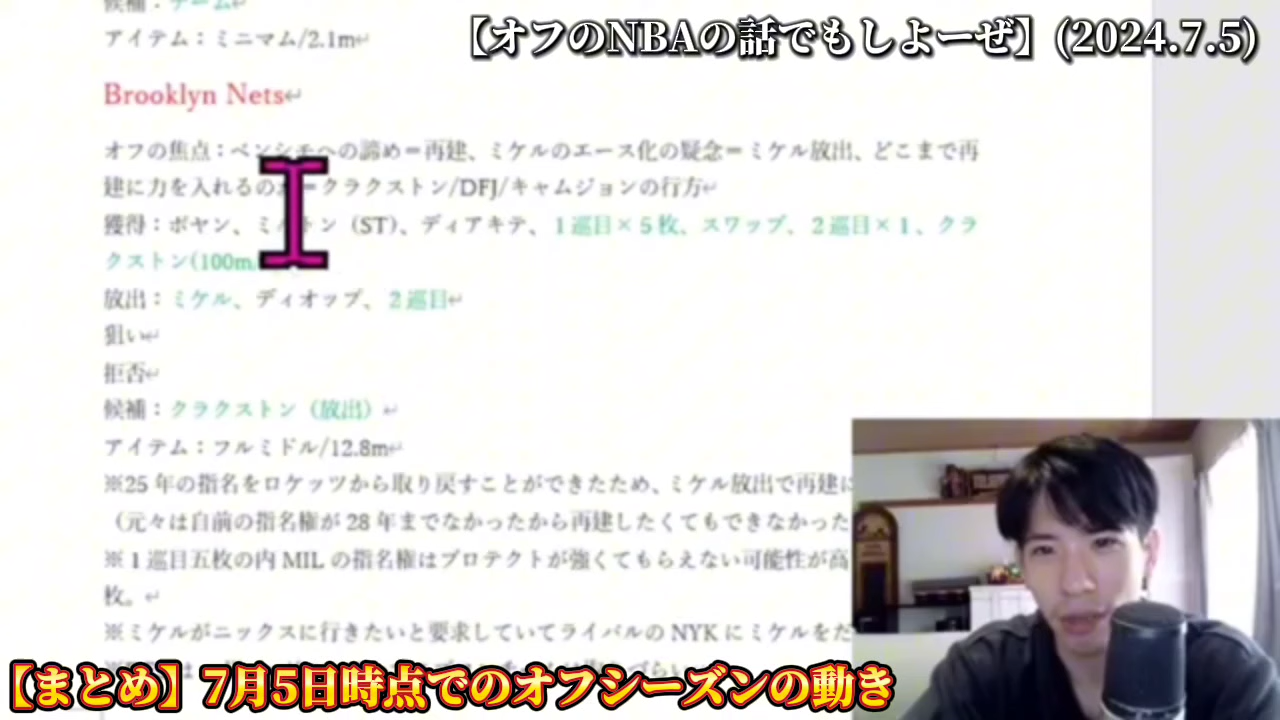 候補：チーム
アイテム：ミニマム/2.1m
【オフのNBAの話でもしよーぜ】(2024.7.5)
Brooklyn Nets
オフの焦点：ベンシモへの諦め＝再建、ミケルのエース化の疑念＝ミケル放出、どこまで再
建に力を入れるの＝クラクストン/DFJ/キャムジョンの行方
獲得：ボヤン、ミルトン（ST）、ディアキテ、１巡目×５枚、スワップ、２巡目×１、クラ
クストン(100m
放出：ミケル、ディオップ、２巡目
狙い
拒否
候補：クラクストン（放出）
アイテム：フルミドル/12.8m
※25 年の指名をロケッツから取り戻すことができたため、ミケル放出で再建に
（元々は自前の指名権が 28 年までなかったから再建したくてもできなかった
※１巡目五枚の内 MIL の指名権はプロテクトが強くてもらえない可能性が高
枚。
※ミケルがニックスに行きたいと要求していてライバルの NYK にミケルをた
【まとめ】7月5日時点でのオフシーズンの動き